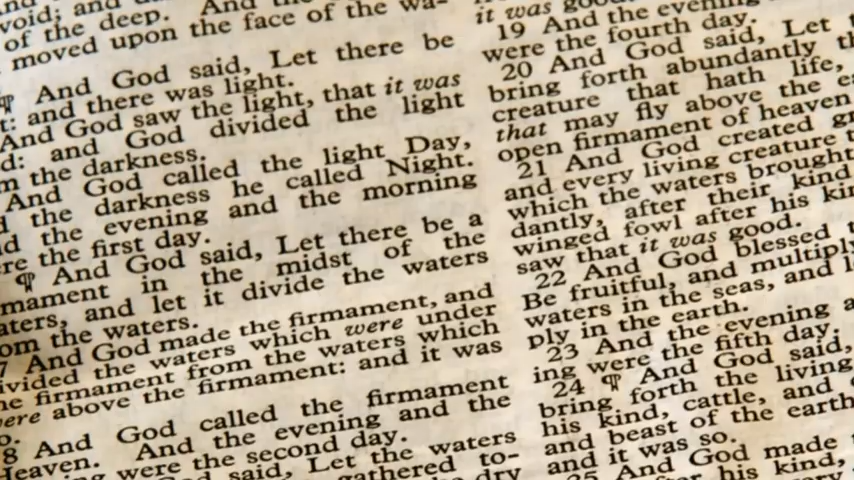 void; and
of the deep. And the
moved upon the face of the wa-
¶ And God said, Let there be
t: and there was light.
And God saw the light, that it was
d: and God divided the light
m the darkness.
And God called the light Day,
d the darkness he called Night.
d the evening and the morning
re the first day.
¶ And God said, Let there be a
mament in the midst of the
aters, and let it divide the waters
om the waters.
7 And God made the firmament, and
ivided the waters which were under
he firmament from the waters which
were above the firmament: and it was
o.
8 And God called the firmament
Heaven. And the evening and the
ing were the second day.
God said, Let the waters
gathered to-
dry
it was good.
19 And the evening
were the fourth day.
20 And God said, Let t
bring forth abundantly th
creature that hath life,
that may fly above the e
open firmament of heaven
21 And God created gr
and every living creature t
which the waters brought
dantly, after their kind
winged fowl after his kin
saw that it was good.
22 And God blessed t
Be fruitful, and multiply
waters in the seas, and l
ply in the earth.
23 And the evening a
ing were the fifth day.
24 ¶ And God said,
bring forth the living
his kind, cattle, and
and beast of the earth
and it was so.
25 And God made
after his kind,